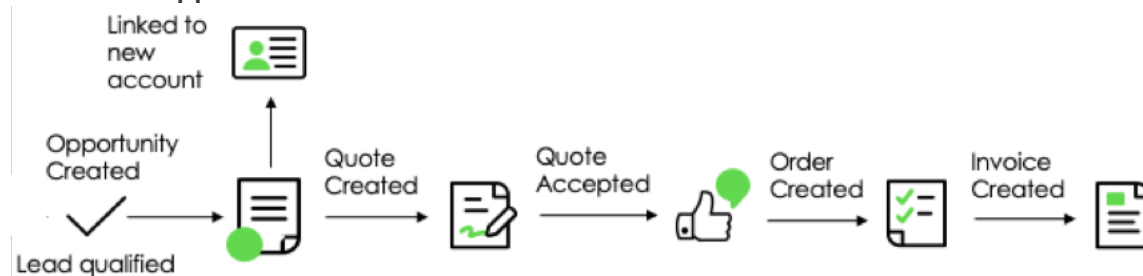 Linked to
new
account
Opportunity
Created
Quote
Created
Quote
Accepted
Order
Created
Invoice
Created
Lead qualified